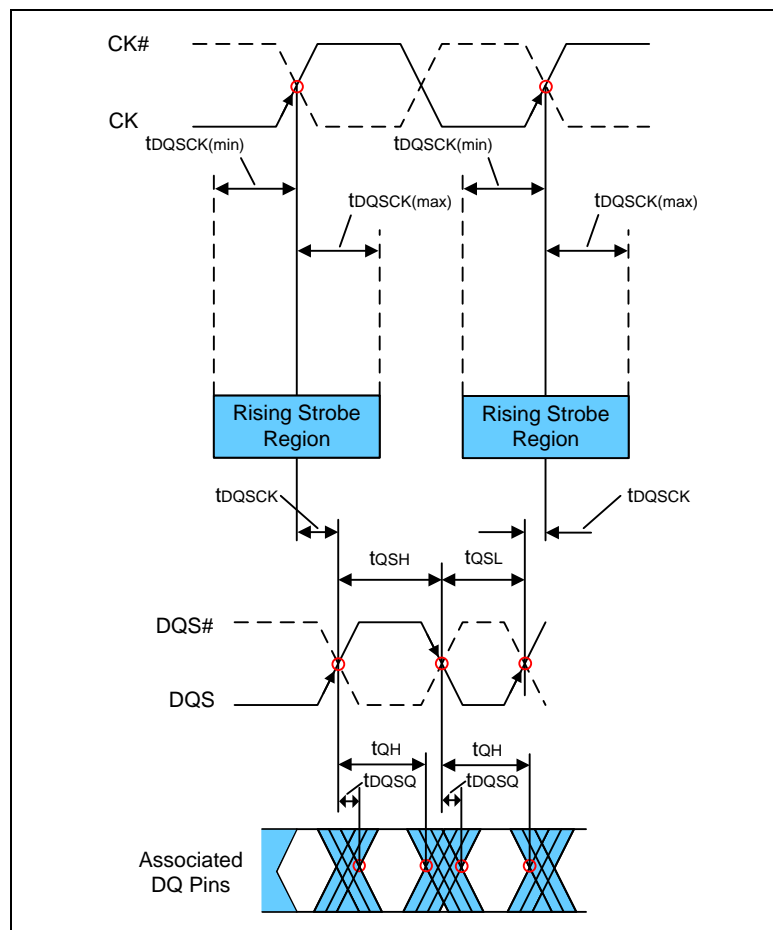 CK#
CK
tDQSCK(min)
tDQSCK(min)
tDQSCK(max)
tDQSCK(max)
Rising Strobe
Region
Rising Strobe
Region
tDQSCK
tDQSCK
tQSH
tQSL
DQS#
DQS
tQH
tQH
tDQSQ
tDQSQ
Associated
DQ Pins